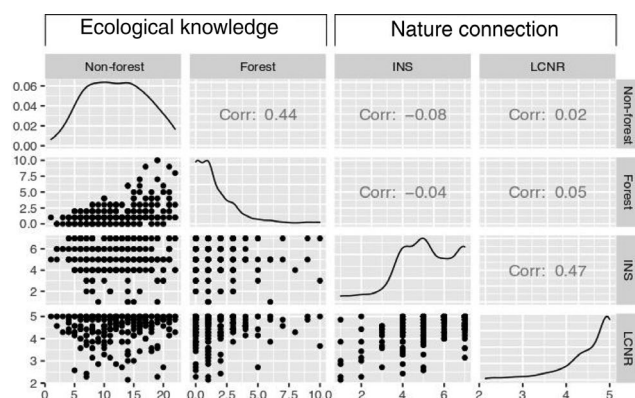 Ecological knowledge Nature connection
Non-forest Forest INS LCNR
0.06
0.04
0.02
0.00
Corr: 0.44 Corr: −0.08 Corr: 0.02
Non-forest
10.0
7.5
5.0
2.5
0.0
Corr: −0.04 Corr: 0.05
Forest
6
4
2
Corr: 0.47
INS
5
4
3
2
LCNR
0 5 10 15 20 0.0 2.5 5.0 7.5 10.0 2 4 6 2 3 4 5